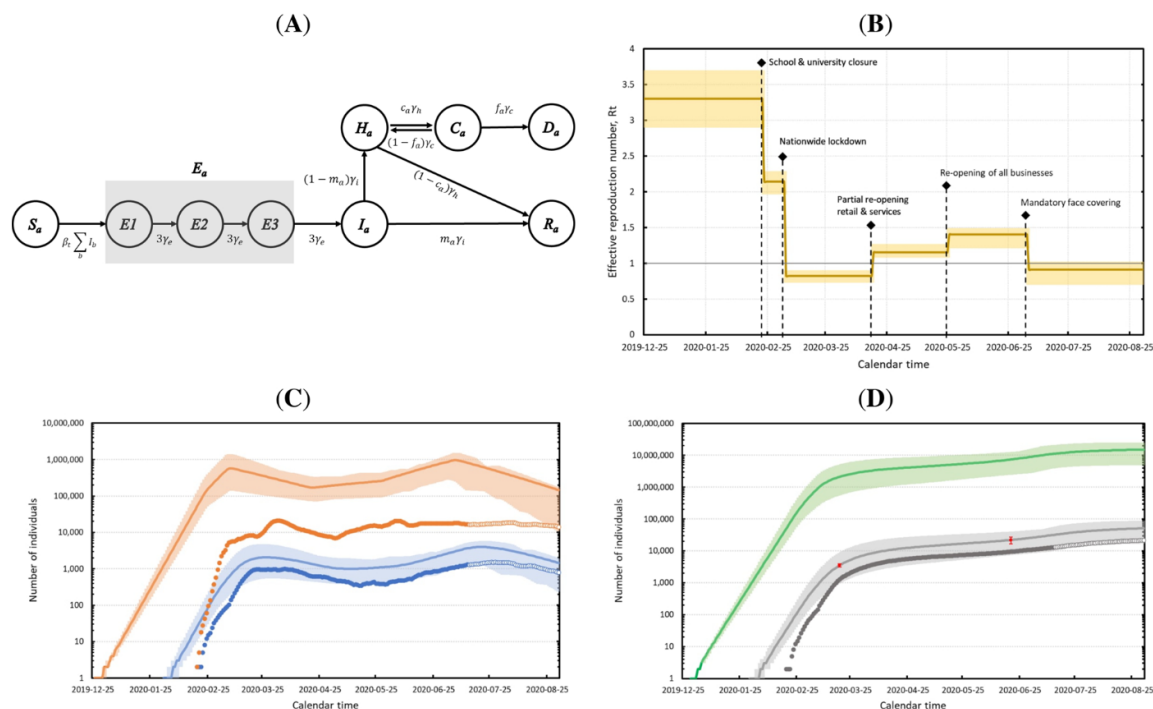 (A)
E_a
S_a
E1
E2
E3
I_a
R_a
H_a
C_a
D_a
β_t ∑_b I_b
3γ_e
3γ_e
3γ_e
(1 − m_a)γ_i
m_aγ_i
c_aγ_h
(1 − f_a)γ_c
f_aγ_c
(1 − c_a)γ_h
(B)
Effective reproduction number, Rt
4
3.5
3
2.5
2
1.5
1
0.5
0
School & university closure
Nationwide lockdown
Partial re-opening
retail & services
Re-opening of all businesses
Mandatory face covering
2019-12-25
2020-01-25
2020-02-25
2020-03-25
2020-04-25
2020-05-25
2020-06-25
2020-07-25
2020-08-25
Calendar time
(C)
Number of individuals
10,000,000
1,000,000
100,000
10,000
1,000
100
10
1
2019-12-25
2020-01-25
2020-02-25
2020-03-25
2020-04-25
2020-05-25
2020-06-25
2020-07-25
2020-08-25
Calendar time
(D)
Number of individuals
100,000,000
10,000,000
1,000,000
100,000
10,000
1,000
100
10
1
2019-12-25
2020-01-25
2020-02-25
2020-03-25
2020-04-25
2020-05-25
2020-06-25
2020-07-25
2020-08-25
Calendar time